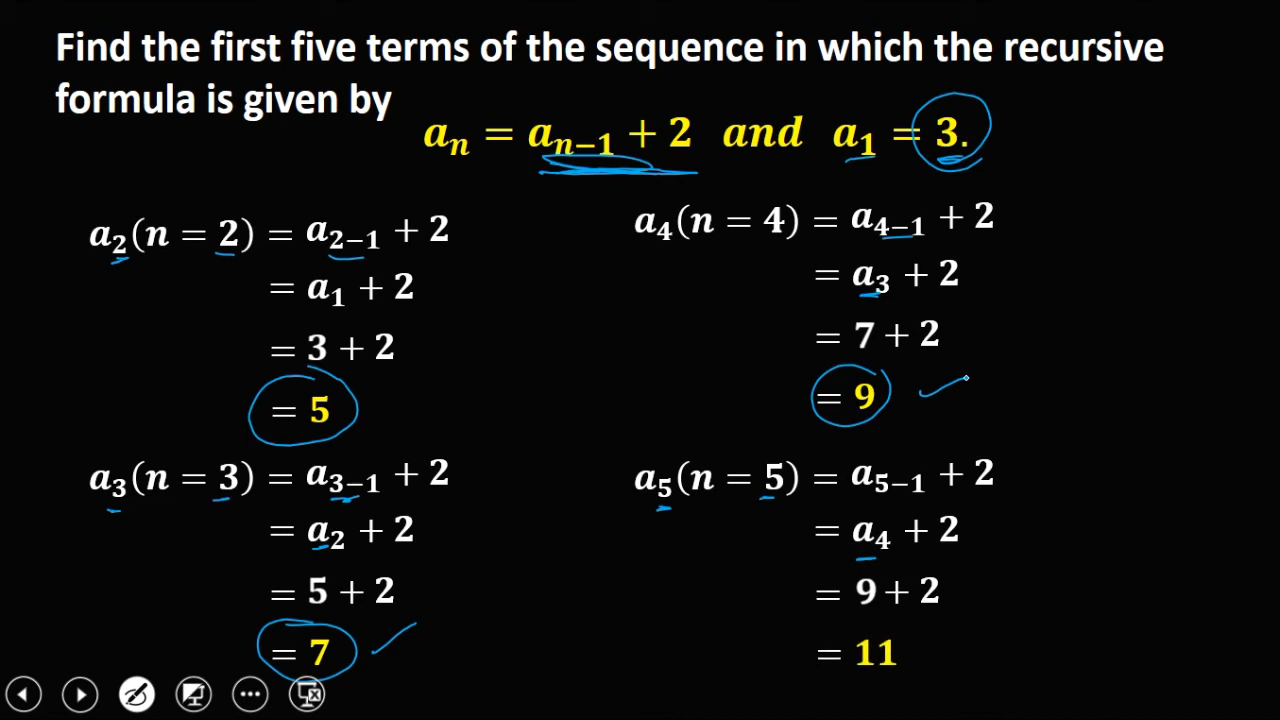 Find the first five terms of the sequence in which the recursive
formula is given by
aₙ = aₙ₋₁ + 2 and a₁ = 3.
a₂(n = 2) = a₂₋₁ + 2
= a₁ + 2
= 3 + 2
= 5
a₃(n = 3) = a₃₋₁ + 2
= a₂ + 2
= 5 + 2
= 7
a₄(n = 4) = a₄₋₁ + 2
= a₃ + 2
= 7 + 2
= 9
a₅(n = 5) = a₅₋₁ + 2
= a₄ + 2
= 9 + 2
= 11